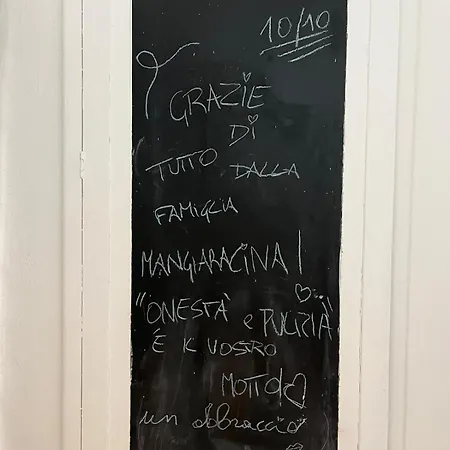 10/10
GRAZIE
DI
TUTTO DALLA
FAMIGLIA
MANGIARACINA!
"ONESTÀ e PULIZIA"
É IL VOSTRO
MOTTO
un abbraccio